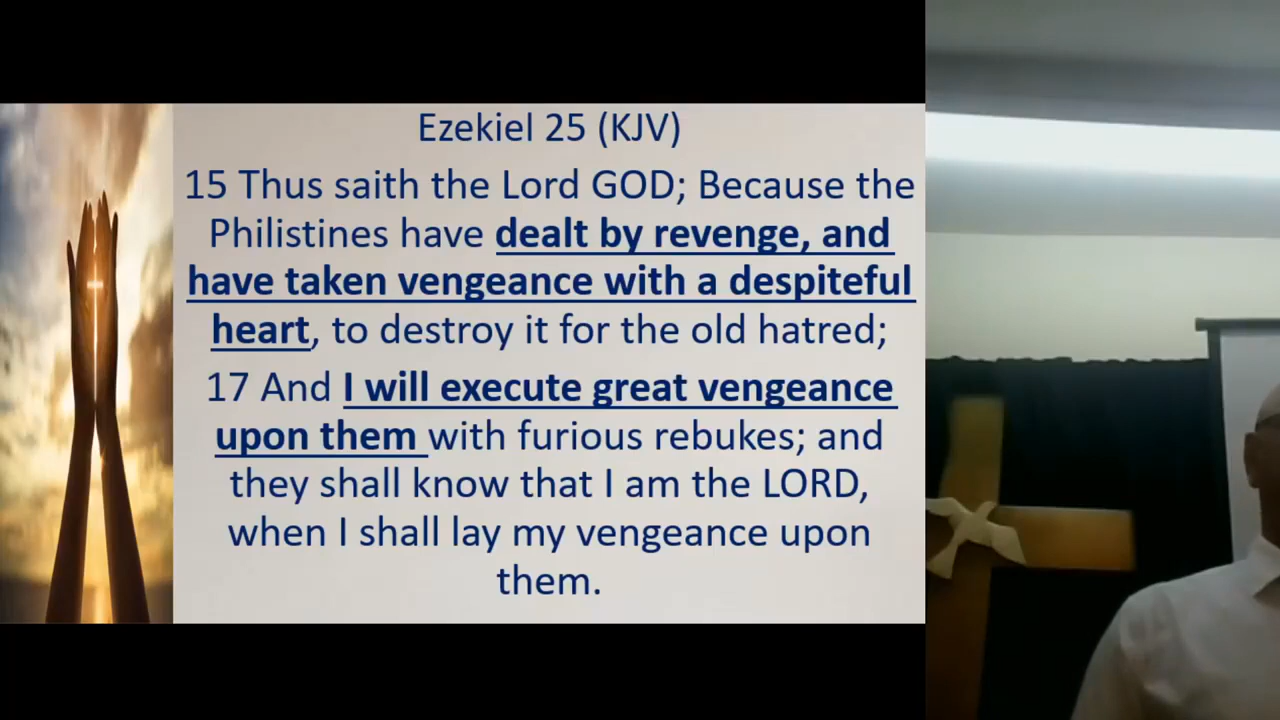 Ezekiel 25 (KJV)
15 Thus saith the Lord GOD; Because the
Philistines have dealt by revenge, and
have taken vengeance with a despiteful
heart, to destroy it for the old hatred;
17 And I will execute great vengeance
upon them with furious rebukes; and
they shall know that I am the LORD,
when I shall lay my vengeance upon
them.